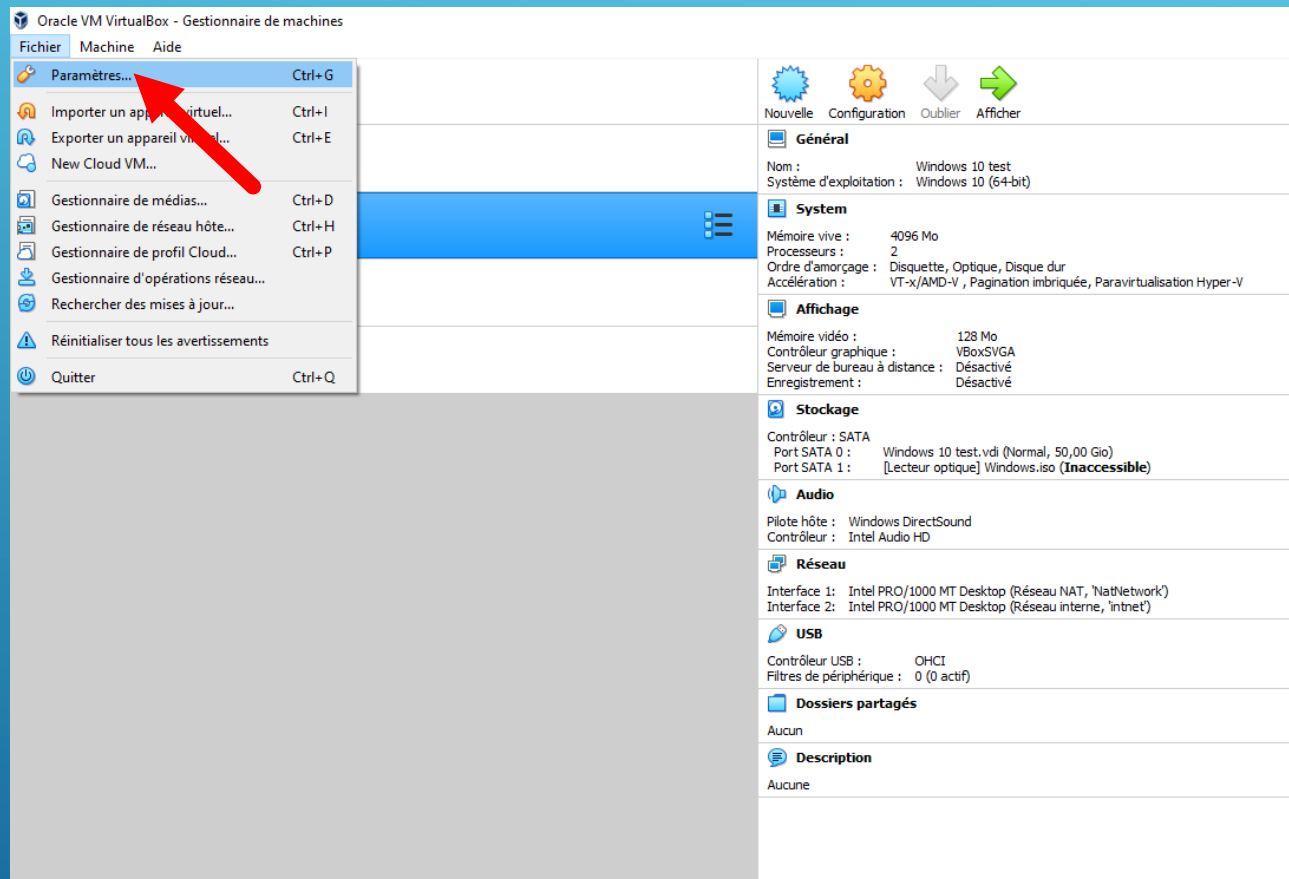 Oracle VM VirtualBox - Gestionnaire de machines
Fichier Machine Aide
Paramètres... Ctrl+G
Importer un appareil virtuel... Ctrl+I
Exporter un appareil virtuel... Ctrl+E
New Cloud VM...
Gestionnaire de médias... Ctrl+D
Gestionnaire de réseau hôte... Ctrl+H
Gestionnaire de profil Cloud... Ctrl+P
Gestionnaire d'opérations réseau...
Rechercher des mises à jour...
Réinitialiser tous les avertissements
Quitter Ctrl+Q
Nouvelle Configuration Oublier Afficher
Général
Nom : Windows 10 test
Système d'exploitation : Windows 10 (64-bit)
System
Mémoire vive : 4096 Mo
Processeurs : 2
Ordre d'amorçage : Disquette, Optique, Disque dur
Accélération : VT-x/AMD-V , Pagination imbriquée, Paravirtualisation Hyper-V
Affichage
Mémoire vidéo : 128 Mo
Contrôleur graphique : VBoxSVGA
Serveur de bureau à distance : Désactivé
Enregistrement : Désactivé
Stockage
Contrôleur : SATA
Port SATA 0 : Windows 10 test.vdi (Normal, 50,00 Gio)
Port SATA 1 : [Lecteur optique] Windows.iso (Inaccessible)
Audio
Pilote hôte : Windows DirectSound
Contrôleur : Intel Audio HD
Réseau
Interface 1: Intel PRO/1000 MT Desktop (Réseau NAT, 'NatNetwork')
Interface 2: Intel PRO/1000 MT Desktop (Réseau interne, 'intnet')
USB
Contrôleur USB : OHCI
Filtres de périphérique : 0 (0 actif)
Dossiers partagés
Aucun
Description
Aucune